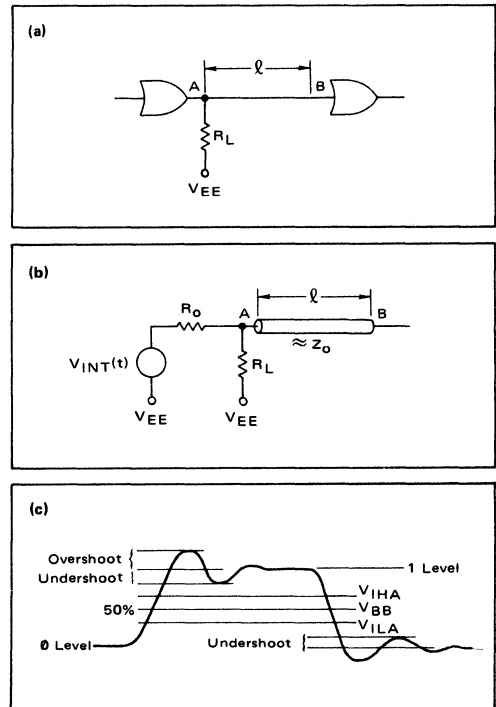 (a)
ℓ
A
B
R_L
V_EE
(b)
ℓ
R_o
A
B
≈ Z_o
V_INT(t)
R_L
V_EE
V_EE
(c)
Overshoot
1 Level
Undershoot
V_IHA
50%
V_BB
V_ILA
Ø Level
Undershoot